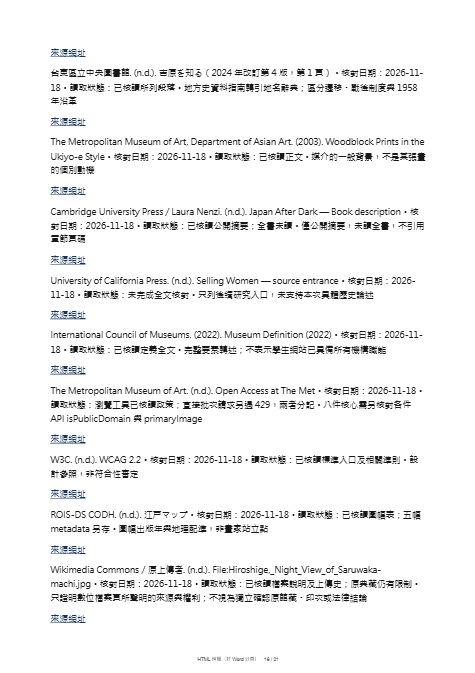 來源網址
台東區立中央圖書館. (n.d.). 吉原を知る（2024 年改訂第 4 版，第 1 頁）・核對日期：2026-11-
18・讀取狀態：已核讀所列段落・地方史資料指南轉引地名辭典；區分遷移、戰後制度與 1958
年沿革
來源網址
The Metropolitan Museum of Art, Department of Asian Art. (2003). Woodblock Prints in the
Ukiyo-e Style・核對日期：2026-11-18・讀取狀態：已核讀正文・媒介的一般背景，不是某張畫
的個別動機
來源網址
Cambridge University Press / Laura Nenzi. (n.d.). Japan After Dark — Book description・核
對日期：2026-11-18・讀取狀態：已核讀公開摘要；全書未讀・僅公開摘要，未讀全書，不引用
章節頁碼
來源網址
University of California Press. (n.d.). Selling Women — source entrance・核對日期：2026-
11-18・讀取狀態：未完成全文核對・只列後續研究入口，未支持本次具體歷史論述
來源網址
International Council of Museums. (2022). Museum Definition (2022)・核對日期：2026-11-
18・讀取狀態：已核讀定義全文・完整要素轉述；不表示學生網站已具備所有機構職能
來源網址
The Metropolitan Museum of Art. (n.d.). Open Access at The Met・核對日期：2026-11-18・
讀取狀態：瀏覽工具已核讀政策；直接批次請求另遇 429，兩者分記・八件核心需另核對各件
API isPublicDomain 與 primaryImage
來源網址
W3C. (n.d.). WCAG 2.2・核對日期：2026-11-18・讀取狀態：已核讀標準入口及相關準則・設
計參照，非符合性審定
來源網址
ROIS-DS CODH. (n.d.). 江戸マップ・核對日期：2026-11-18・讀取狀態：已核讀圖幅表；五幅
metadata 另存・圖幅出版年與地理配準，非畫家站立點
來源網址
Wikimedia Commons / 原上傳者. (n.d.). File:Hiroshige,_Night_View_of_Saruwaka-
machi.jpg・核對日期：2026-11-18・讀取狀態：已核讀檔案說明及上傳史；原典藏仍有限制・
只證明數位檔案頁所聲明的來源與權利；不視為獨立確認原館藏、印次或法律結論
來源網址
19 / 21